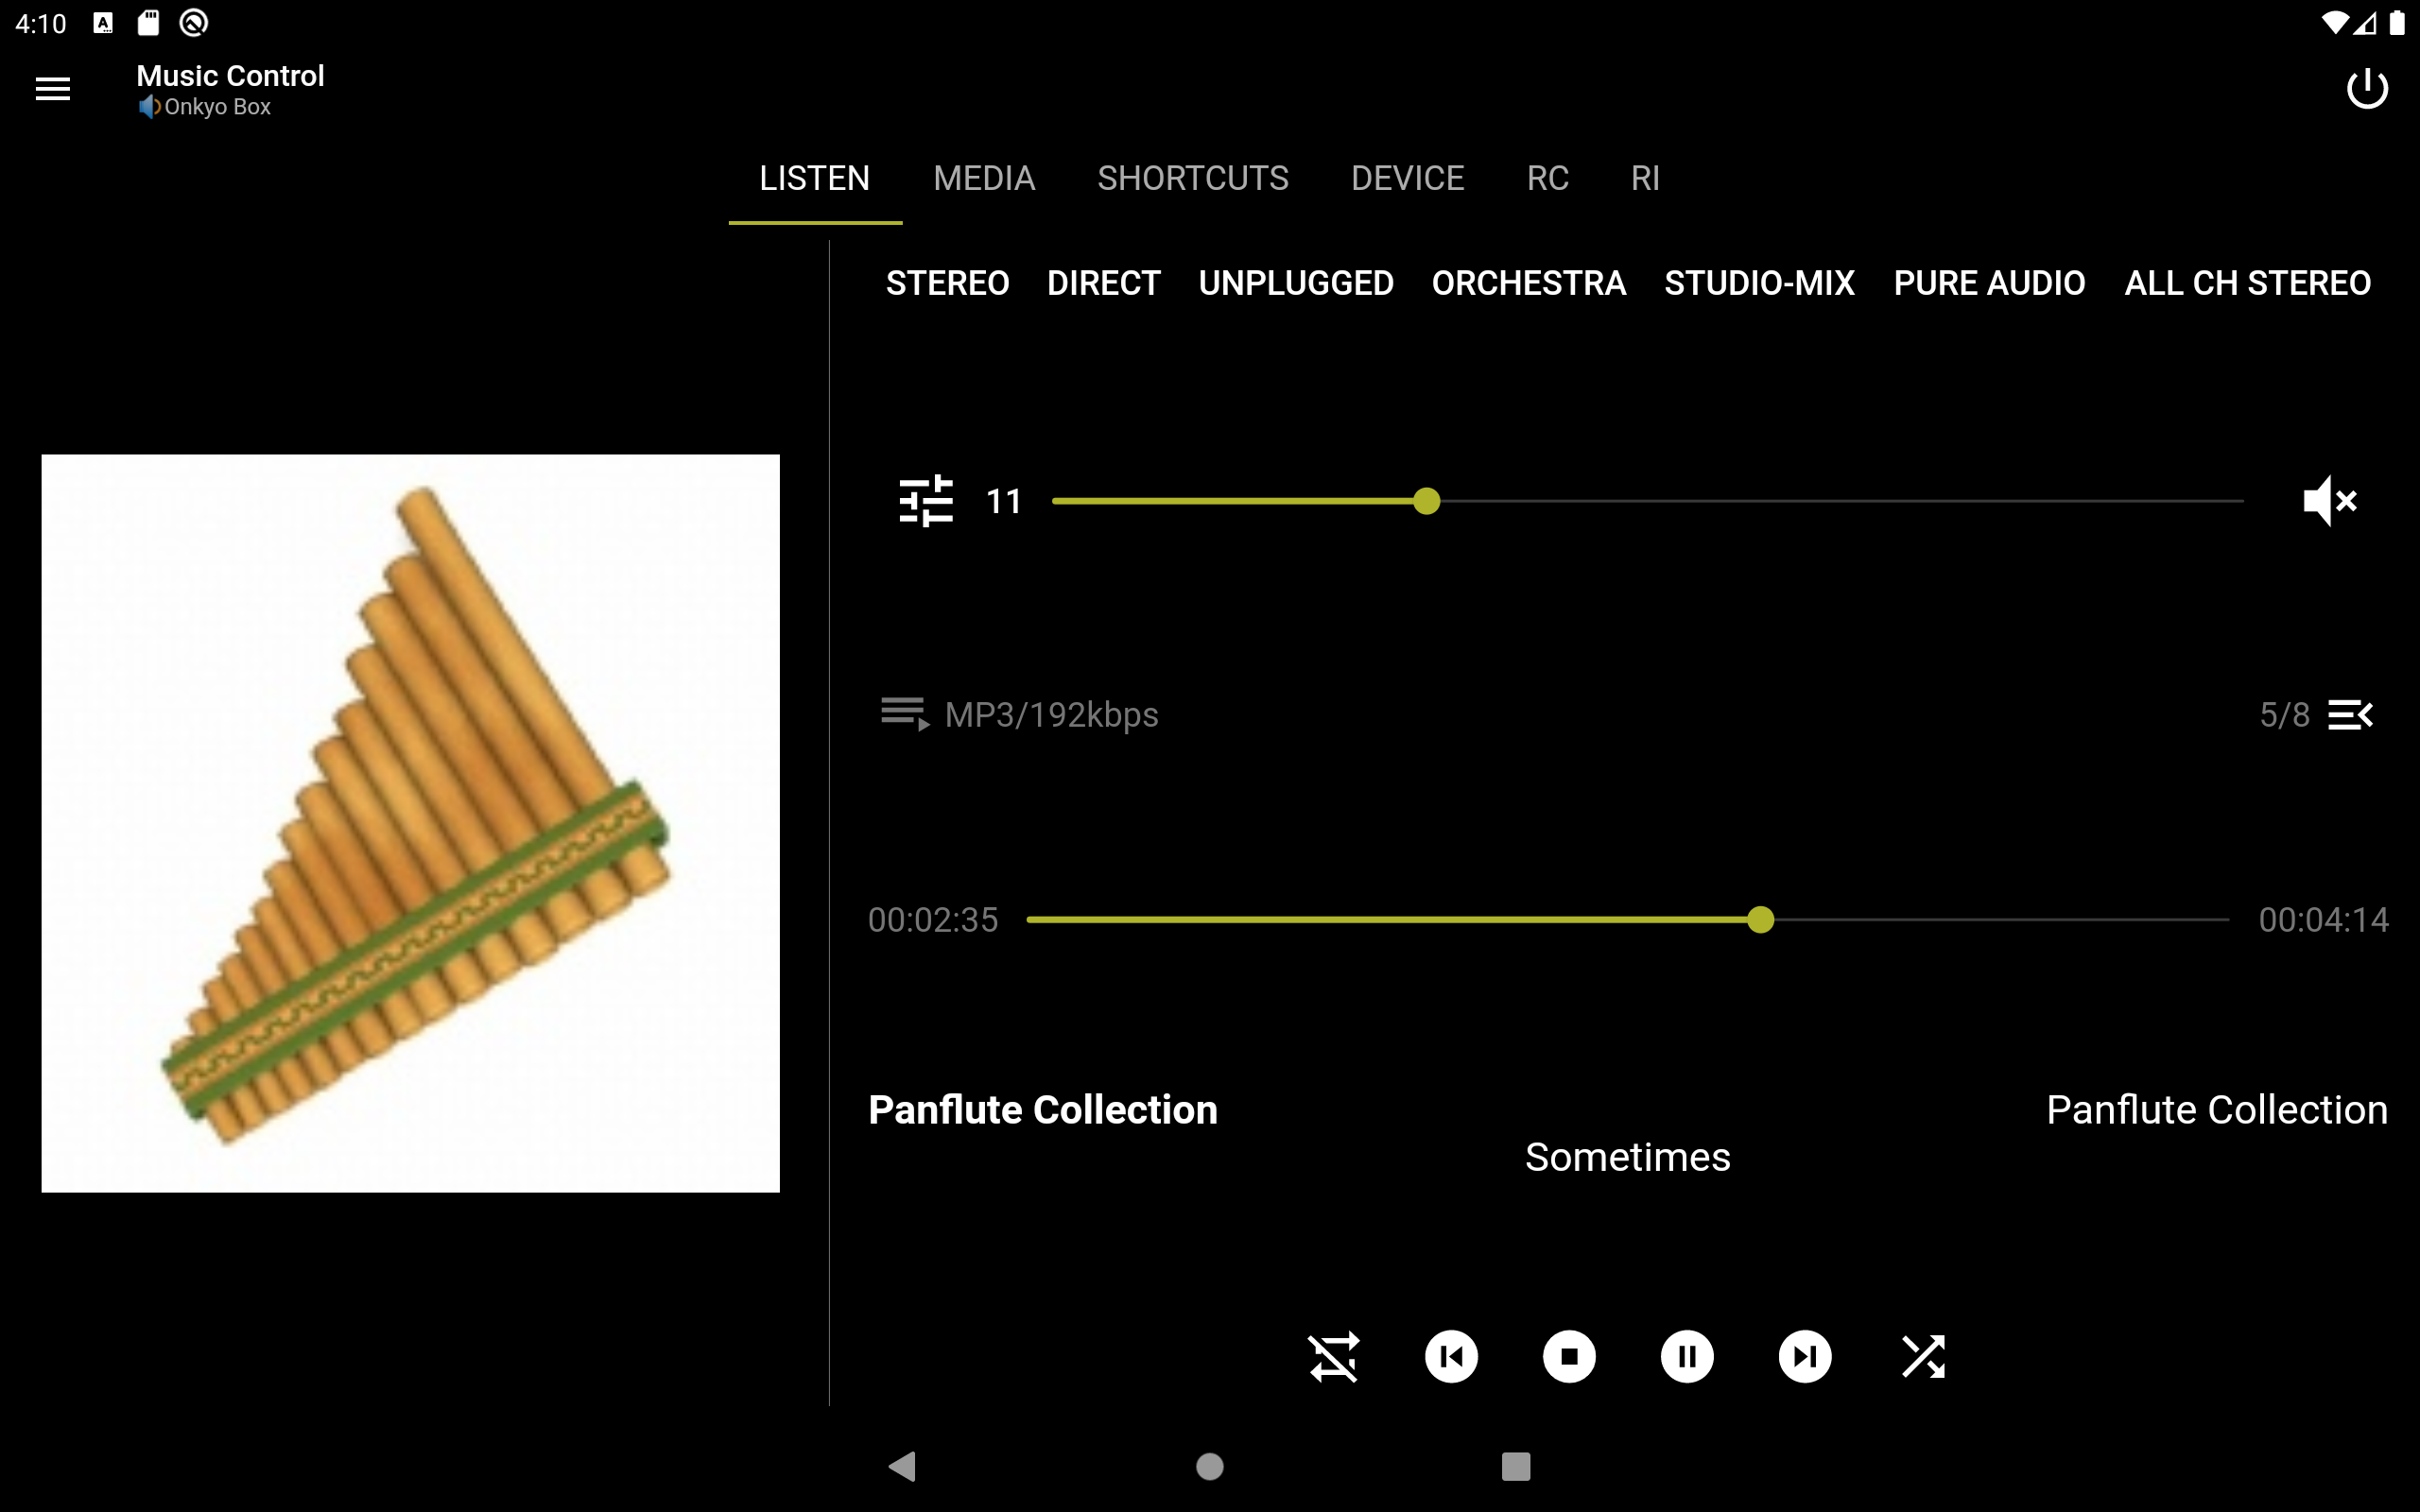 4:10
Music Control
Onkyo Box
LISTEN MEDIA SHORTCUTS DEVICE RC RI
STEREO DIRECT UNPLUGGED ORCHESTRA STUDIO-MIX PURE AUDIO ALL CH STEREO
11
MP3/192kbps 5/8
00:02:35 00:04:14
Panflute Collection Panflute Collection
Sometimes